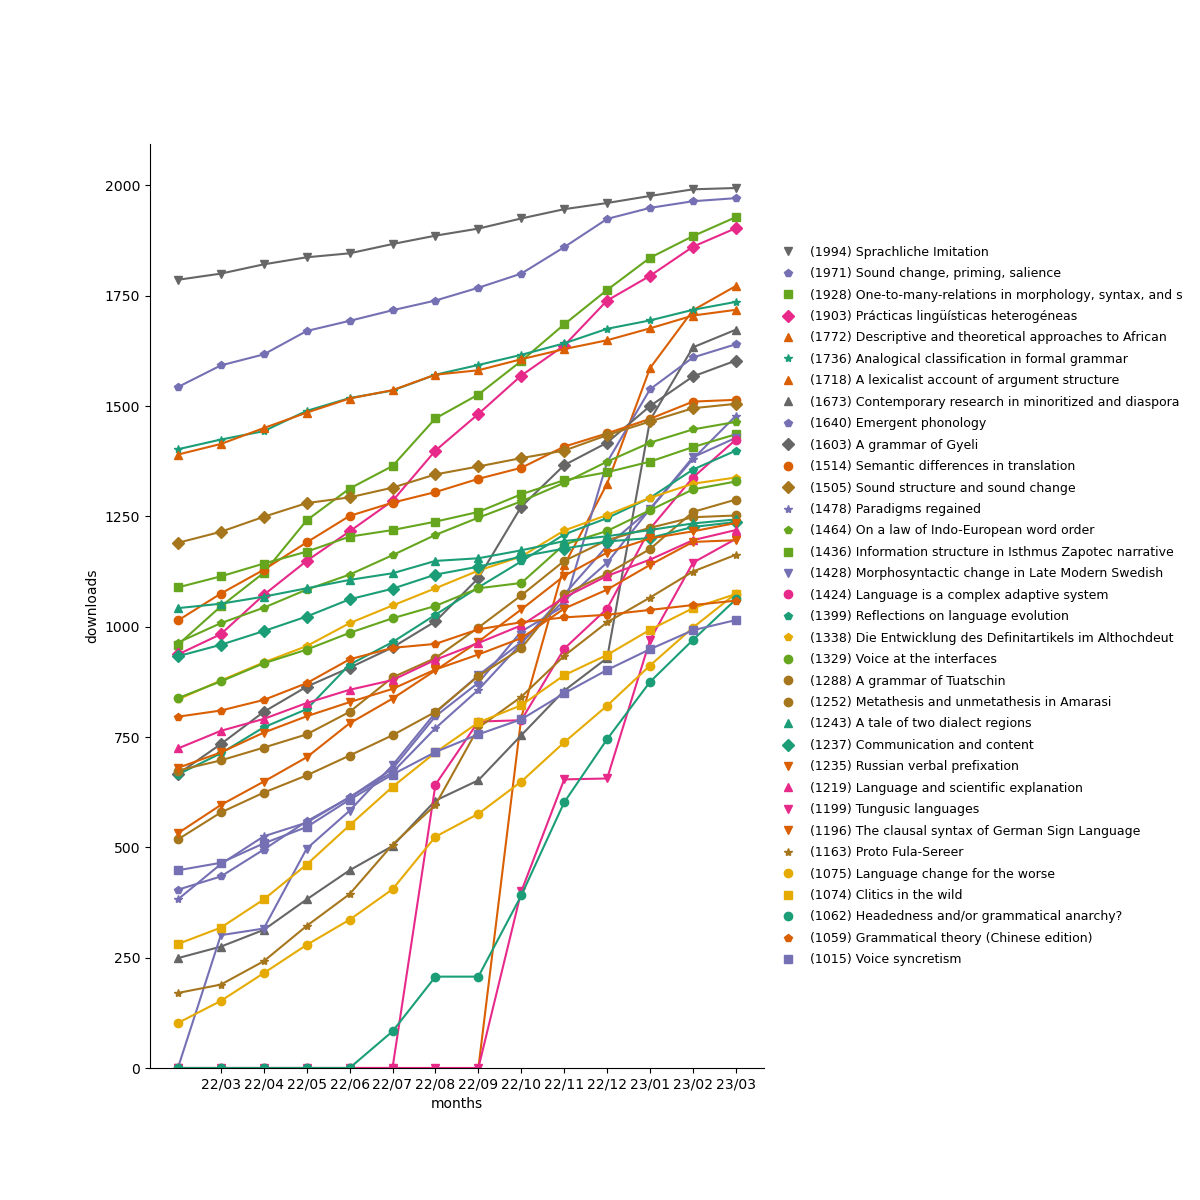 2000
1750
1500
1250
1000
750
500
250
0
downloads
22/03 22/04 22/05 22/06 22/07 22/08 22/09 22/10 22/11 22/12 23/01 23/02 23/03
months
(1994) Sprachliche Imitation
(1971) Sound change, priming, salience
(1928) One-to-many-relations in morphology, syntax, and s
(1903) Prácticas lingüísticas heterogéneas
(1772) Descriptive and theoretical approaches to African
(1736) Analogical classification in formal grammar
(1718) A lexicalist account of argument structure
(1673) Contemporary research in minoritized and diaspora
(1640) Emergent phonology
(1603) A grammar of Gyeli
(1514) Semantic differences in translation
(1505) Sound structure and sound change
(1478) Paradigms regained
(1464) On a law of Indo-European word order
(1436) Information structure in Isthmus Zapotec narrative
(1428) Morphosyntactic change in Late Modern Swedish
(1424) Language is a complex adaptive system
(1399) Reflections on language evolution
(1338) Die Entwicklung des Definitartikels im Althochdeut
(1329) Voice at the interfaces
(1288) A grammar of Tuatschin
(1252) Metathesis and unmetathesis in Amarasi
(1243) A tale of two dialect regions
(1237) Communication and content
(1235) Russian verbal prefixation
(1219) Language and scientific explanation
(1199) Tungusic languages
(1196) The clausal syntax of German Sign Language
(1163) Proto Fula-Sereer
(1075) Language change for the worse
(1074) Clitics in the wild
(1062) Headedness and/or grammatical anarchy?
(1059) Grammatical theory (Chinese edition)
(1015) Voice syncretism